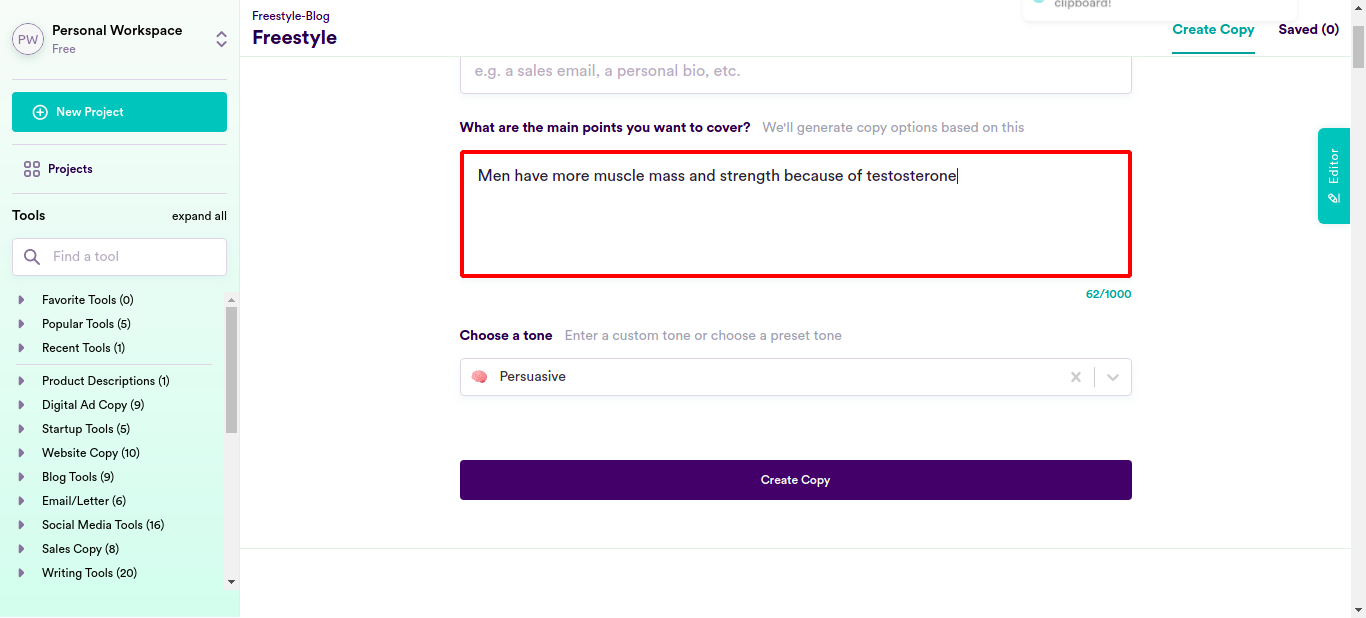 PW
Personal Workspace
Free
New Project
Projects
Tools
expand all
Find a tool
Favorite Tools (0)
Popular Tools (5)
Recent Tools (1)
Product Descriptions (1)
Digital Ad Copy (9)
Startup Tools (5)
Website Copy (10)
Blog Tools (9)
Email/Letter (6)
Social Media Tools (16)
Sales Copy (8)
Writing Tools (20)
Freestyle-Blog
Freestyle
clipboard!
Create Copy
Saved (0)
e.g. a sales email, a personal bio, etc.
What are the main points you want to cover? We'll generate copy options based on this
Men have more muscle mass and strength because of testosterone
62/1000
Choose a tone Enter a custom tone or choose a preset tone
Persuasive
Create Copy
Editor